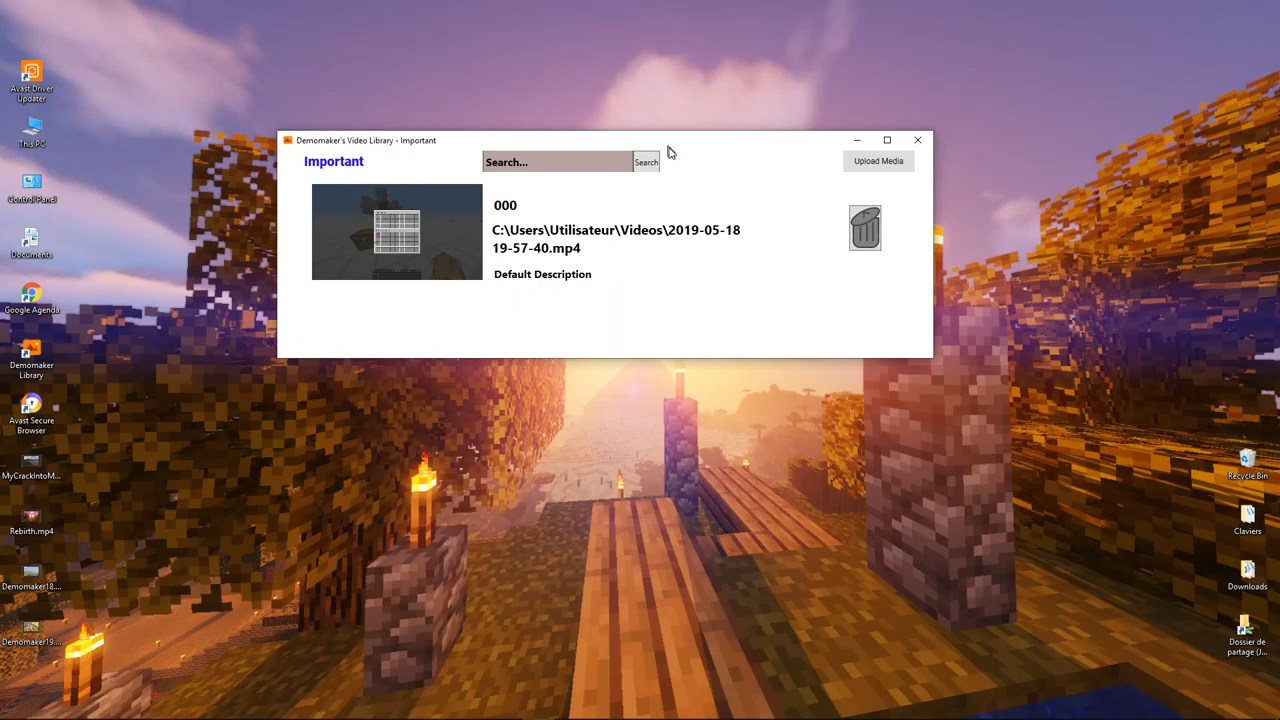 Demomaker's Video Library - Important
Important
Search...
Search
Upload Media
000
C:\Users\Utilisateur\Videos\2019-05-18
19-57-40.mp4
Default Description
Avast Driver
Updater
This PC
Control Panel
Documents
Google Agenda
Demomaker
Library
Avast Secure
Browser
MyCrackintoM...
Rebirth.mp4
Demomaker18....
Demomaker19....
Recycle Bin
Claviers
Downloads
Dossier de
partage (J...